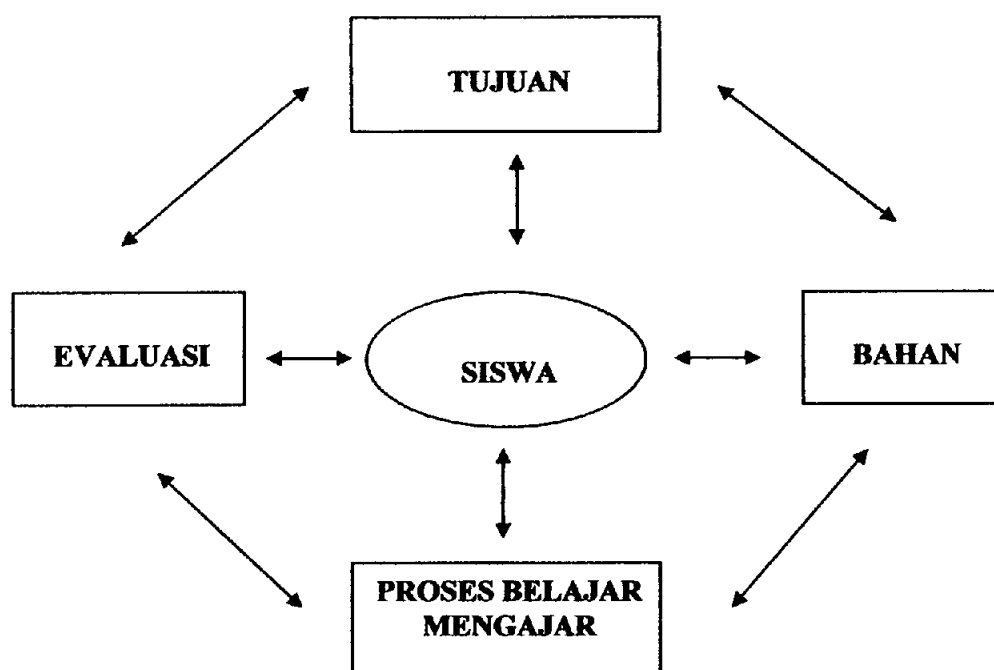 TUJUAN
EVALUASI
SISWA
BAHAN
PROSES BELAJAR
MENGAJAR